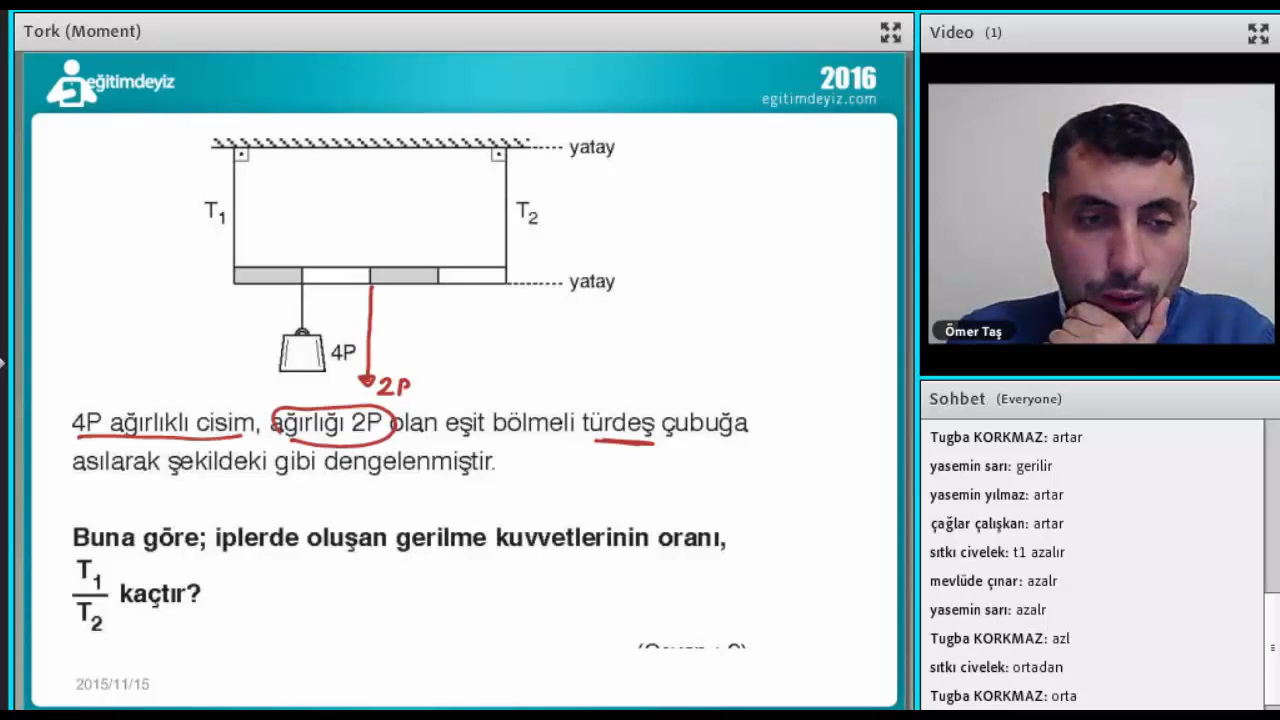 Tork (Moment)
eğitimdeyiz
2016
egitimdeyiz.com
yatay
T1
T2
yatay
4P
2P
4P ağırlıklı cisim, ağırlığı 2P olan eşit bölmeli türdeş çubuğa
asılarak şekildeki gibi dengelenmiştir.
Buna göre; iplerde oluşan gerilme kuvvetlerinin oranı,
T1
T2
kaçtır?
2015/11/15
Video (1)
Ömer Taş
Sohbet (Everyone)
Tugba KORKMAZ: artar
yasemin sarı: gerilir
yasemin yılmaz: artar
çağlar çalışkan: artar
sıtkı civelek: t1 azalır
mevlüde çınar: azalr
yasemin sarı: azalr
Tugba KORKMAZ: azl
sıtkı civelek: ortadan
Tugba KORKMAZ: orta